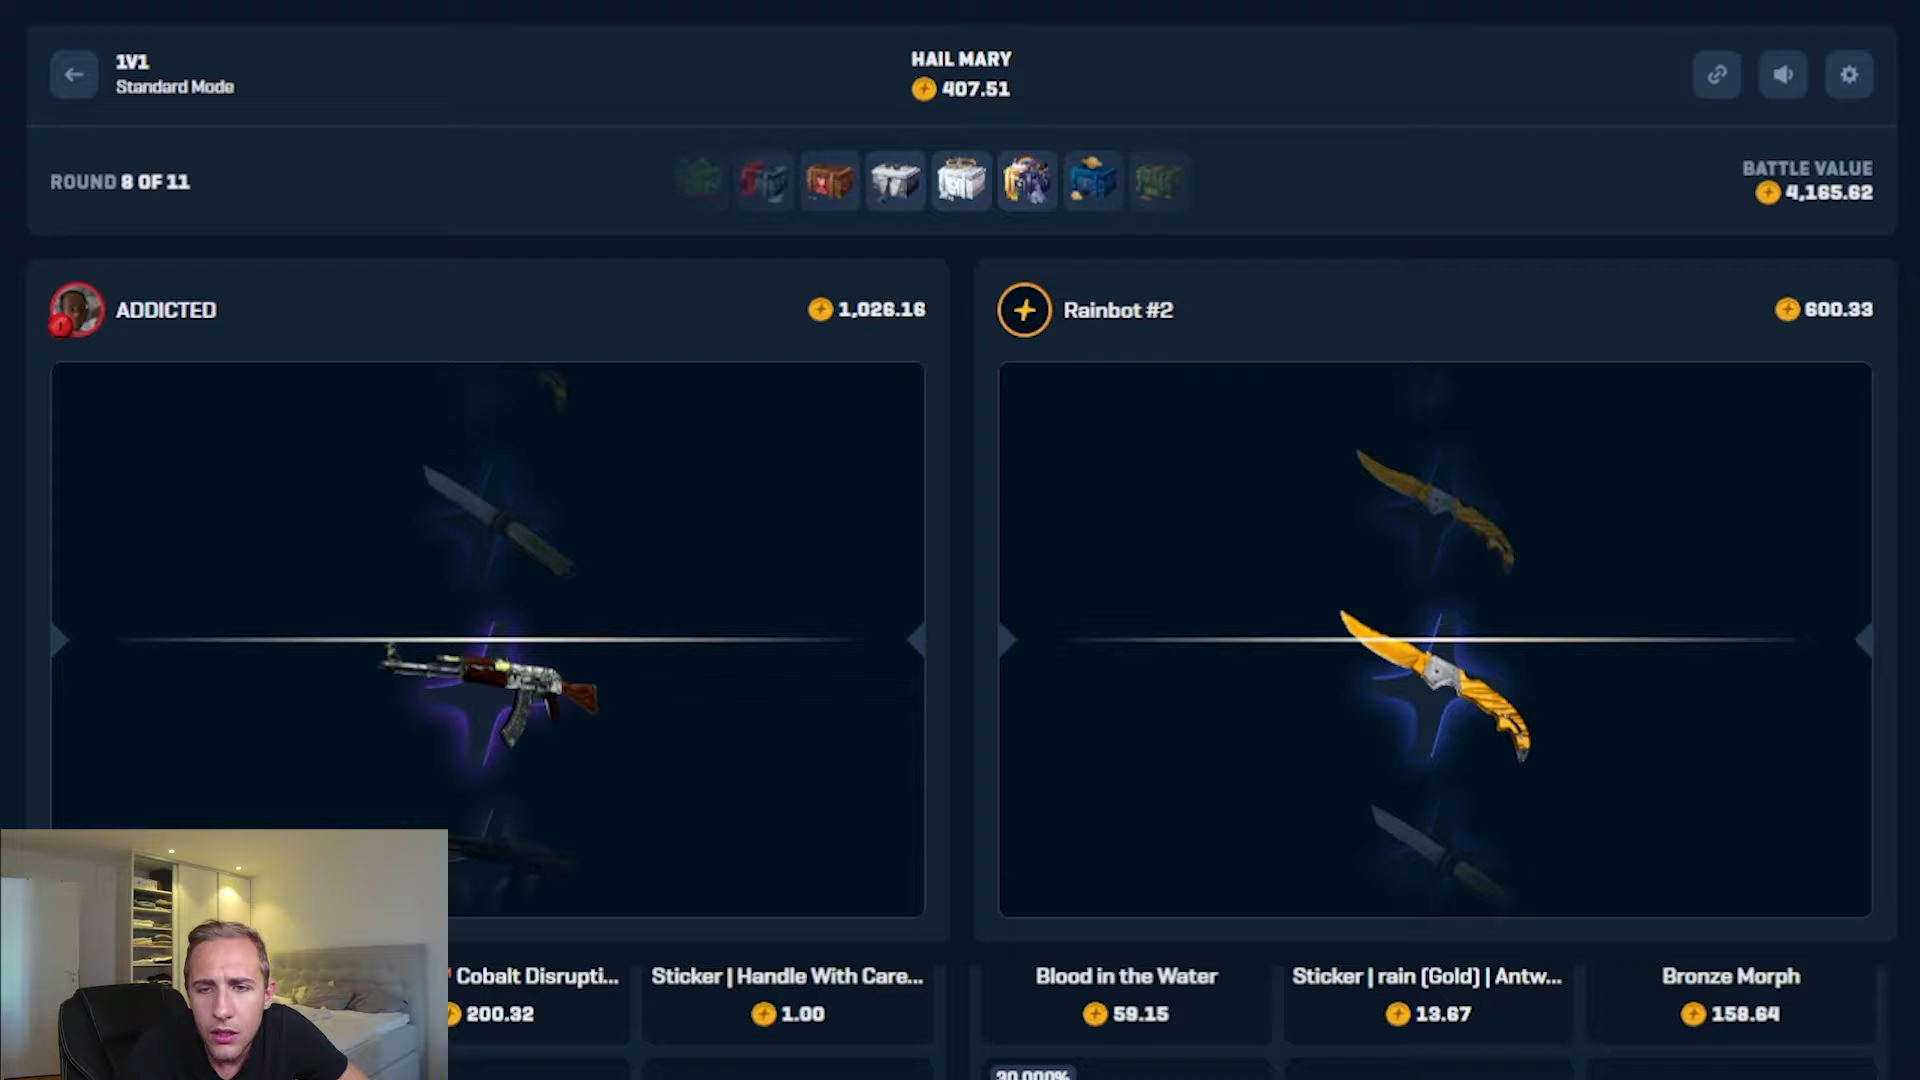 1V1
Standard Mode
HAIL MARY
407.51
ROUND 8 OF 11
BATTLE VALUE
4,165.62
ADDICTED
1,026.16
Rainbot #2
600.33
Cobalt Disrupti...
200.32
Sticker | Handle With Care...
1.00
Blood in the Water
59.15
Sticker | rain (Gold) | Antw...
13.67
Bronze Morph
158.64
30.000%